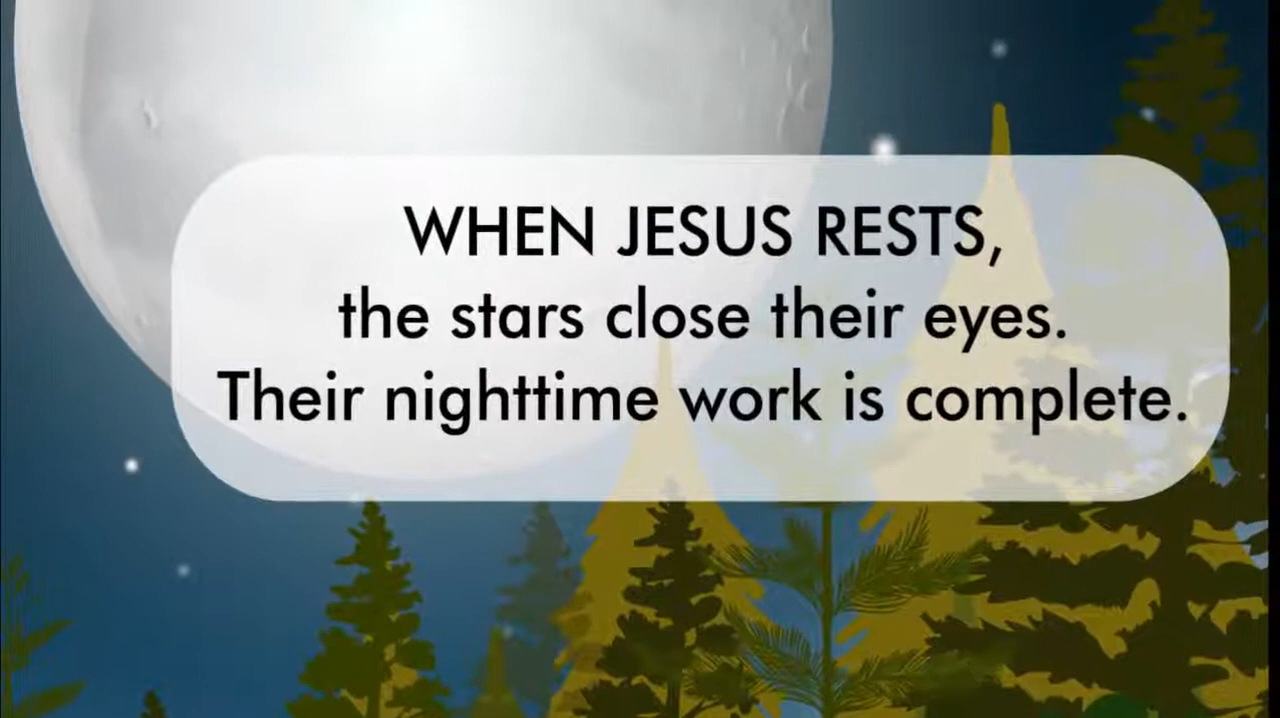 WHEN JESUS RESTS,
the stars close their eyes.
Their nighttime work is complete.